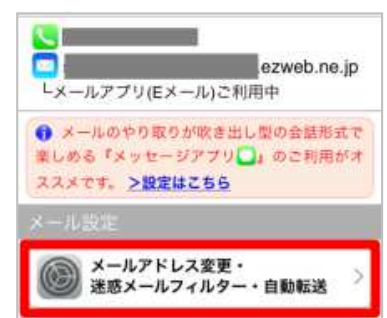 .ezweb.ne.jp
└メールアプリ(Eメール)ご利用中
メールのやり取りが吹き出し型の会話形式で
楽しめる『メッセージアプリ』のご利用がオ
ススメです。 >設定はこちら
メール設定
メールアドレス変更・
迷惑メールフィルター・自動転送 >